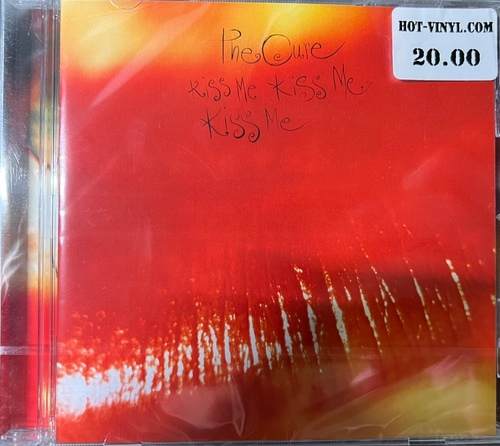 HOT-VINYL.COM
20.00
The Cure
Kiss Me Kiss Me
Kiss Me